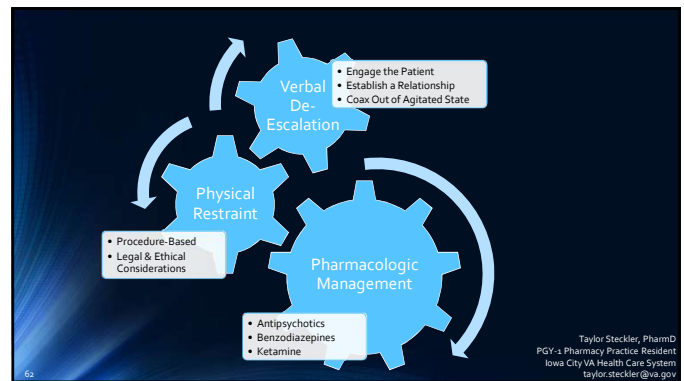 Verbal
De-
Escalation
• Engage the Patient
• Establish a Relationship
• Coax Out of Agitated State
Physical
Restraint
• Procedure-Based
• Legal & Ethical
Considerations
Pharmacologic
Management
• Antipsychotics
• Benzodiazepines
• Ketamine
Taylor Steckler, PharmD
PGY-1 Pharmacy Practice Resident
Iowa City VA Health Care System
taylor.steckler@va.gov
62